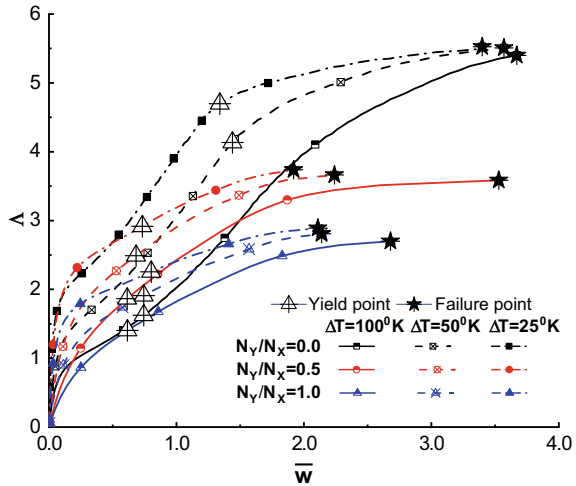 6
5
4
3
2
1
0
Λ
Yield point Failure point
ΔT=100⁰K ΔT=50⁰K ΔT=25⁰K
N_Y/N_X=0.0
N_Y/N_X=0.5
N_Y/N_X=1.0
0.0 1.0 2.0 3.0 4.0
w̅